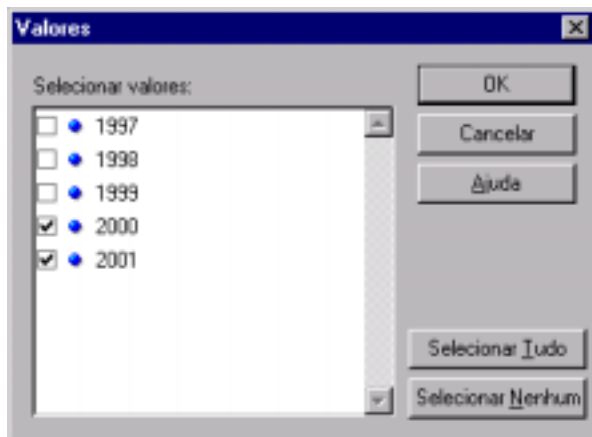 Valores
Selecionar valores:
1997
1998
1999
2000
2001
OK
Cancelar
Ajuda
Selecionar Tudo
Selecionar Nenhum